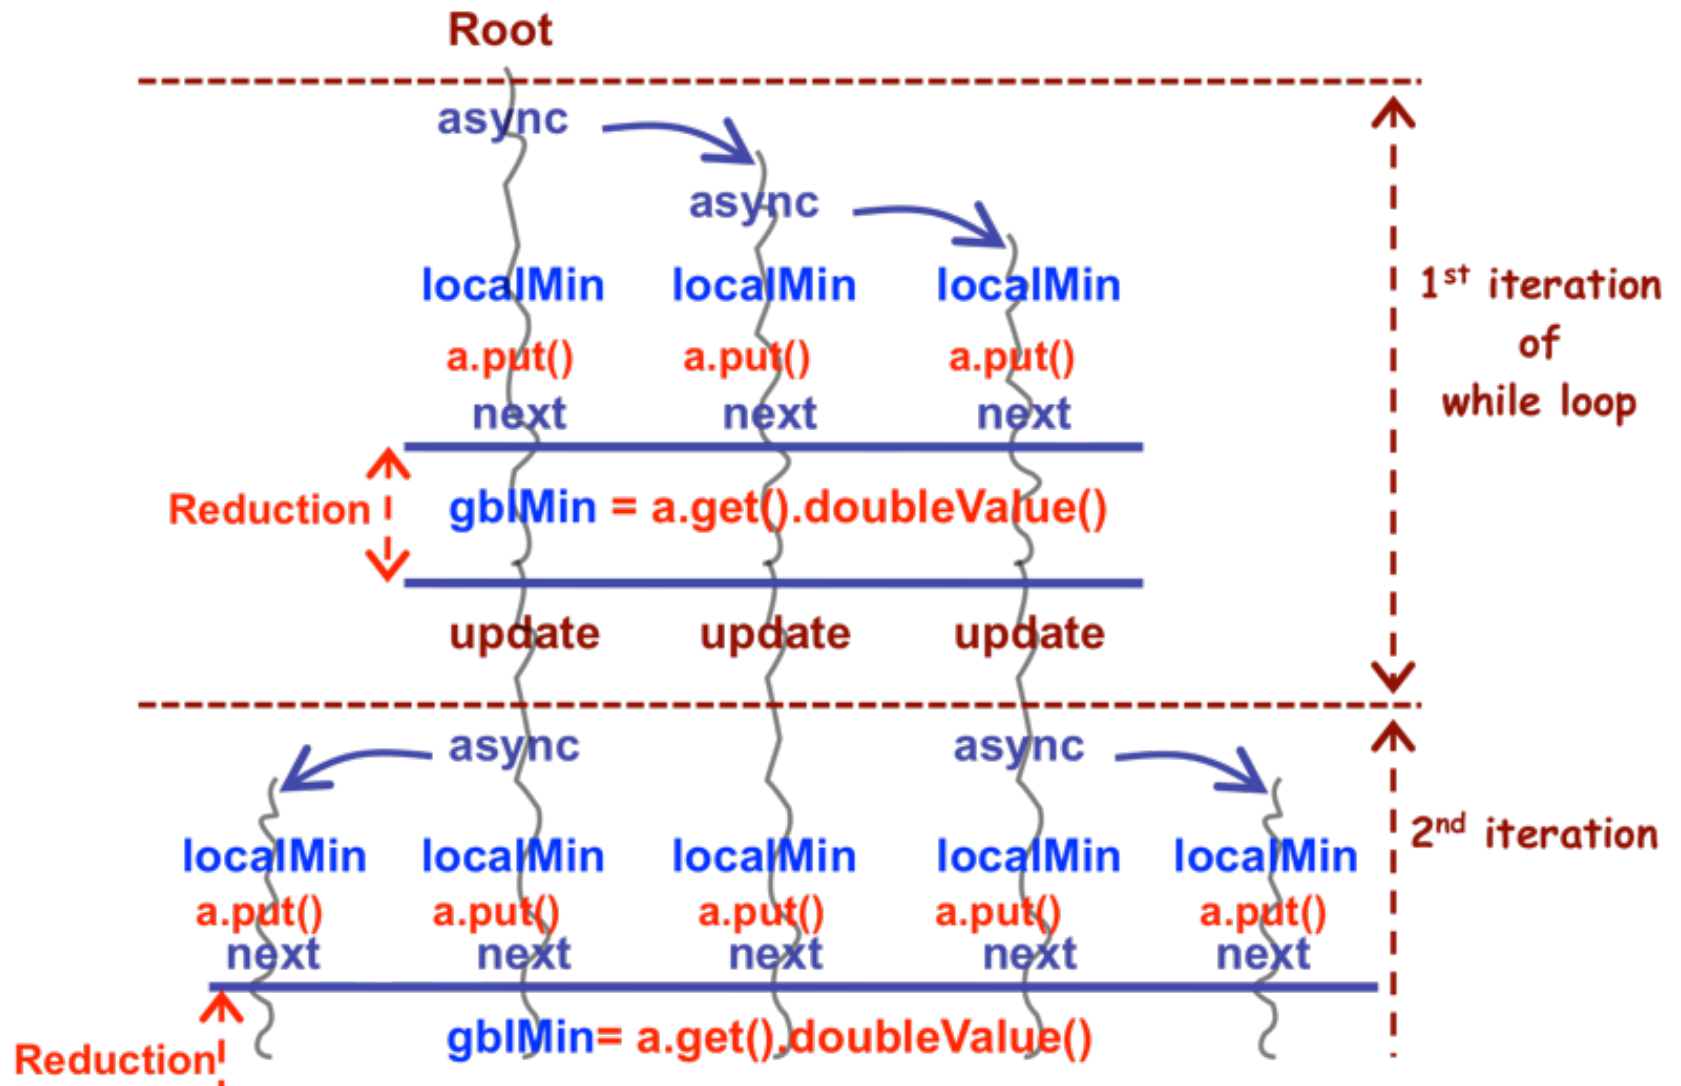 Root
async
async
localMin localMin localMin
1st iteration
of
while loop
a.put() a.put() a.put()
next next next
Reduction
gblMin = a.get().doubleValue()
update update update
async async
2nd iteration
localMin localMin localMin localMin localMin
a.put() a.put() a.put() a.put() a.put()
next next next next next
gblMin= a.get().doubleValue()
Reduction